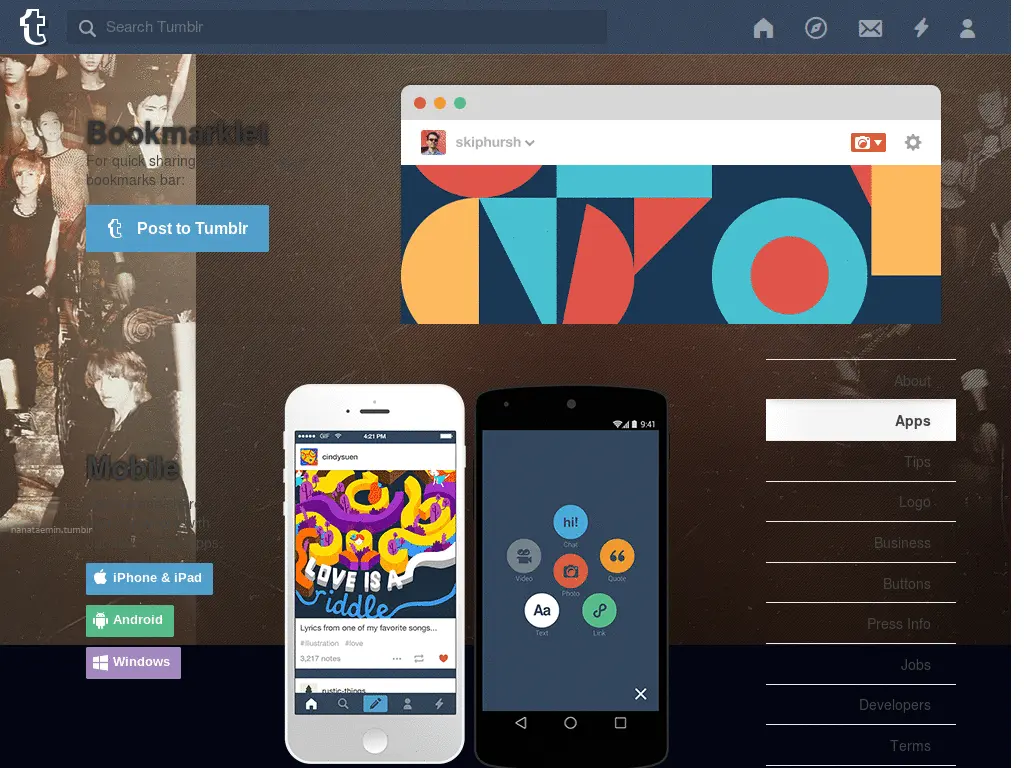 Search Tumblr
Bookmarklet
For quick sharing
bookmarks bar:
Post to Tumblr
skiphursh
Mobile
nanataemin.tumblr
apps:
iPhone & iPad
Android
Windows
GIF
4:21 PM
cindysuen
LOVE IS A
riddle
Lyrics from one of my favorite songs...
#illustration #love
3,217 notes
rustic-things
9:41
hi!
Chat
Video
Quote
Photo
Aa
Text
Link
About
Apps
Tips
Logo
Business
Buttons
Press Info
Jobs
Developers
Terms